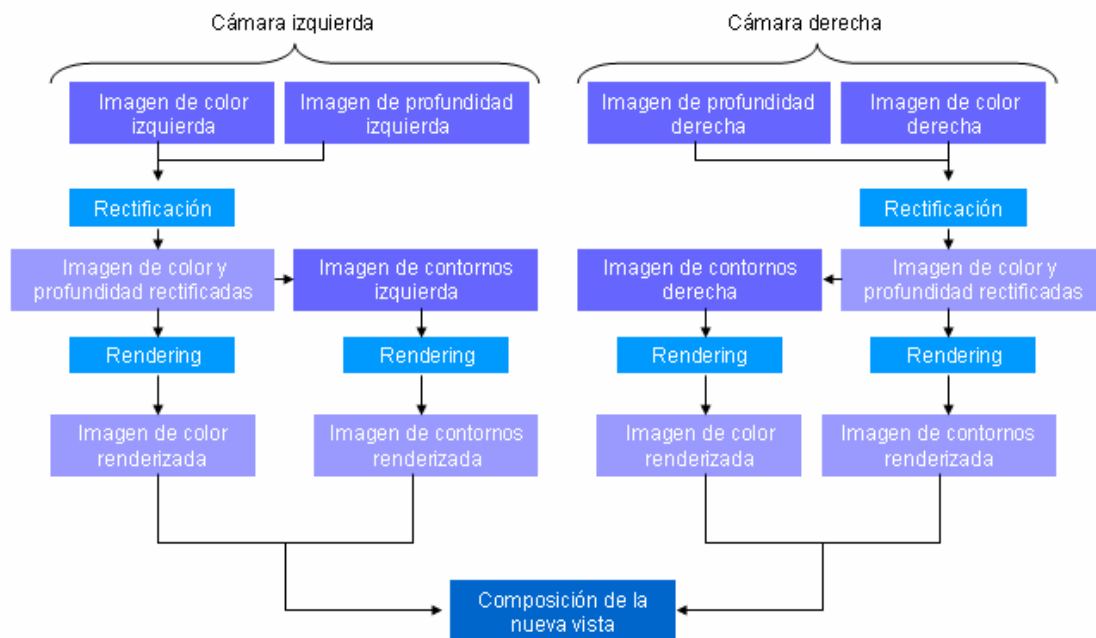 Cámara izquierda
Cámara derecha
Imagen de color
izquierda
Imagen de profundidad
izquierda
Imagen de profundidad
derecha
Imagen de color
derecha
Rectificación
Rectificación
Imagen de color y
profundidad rectificadas
Imagen de contornos
izquierda
Imagen de contornos
derecha
Imagen de color y
profundidad rectificadas
Rendering
Rendering
Rendering
Rendering
Imagen de color
renderizada
Imagen de contornos
renderizada
Imagen de color
renderizada
Imagen de contornos
renderizada
Composición de la
nueva vista